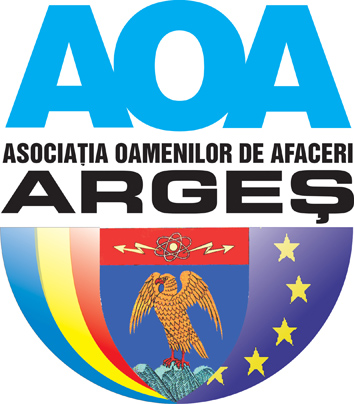 AOA
ASOCIAȚIA OAMENILOR DE AFACERI
ARGEȘ